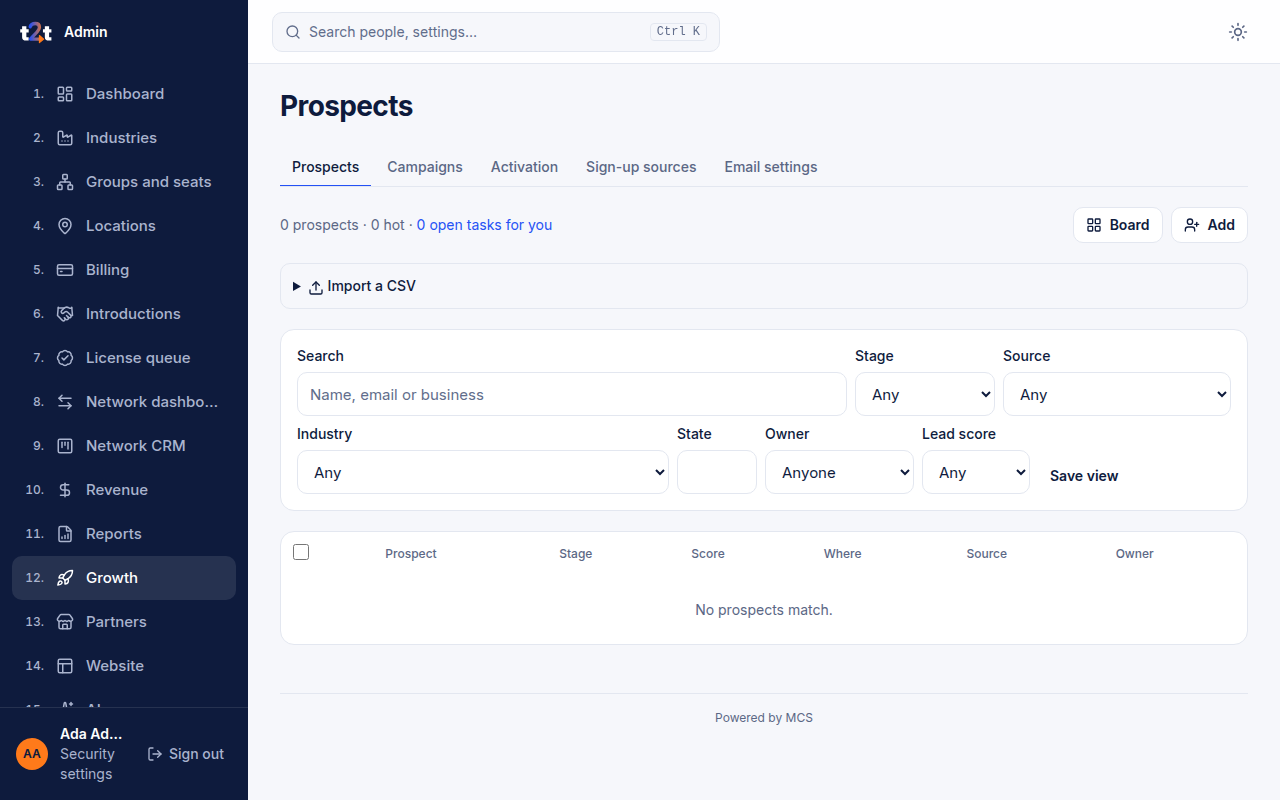 t2t Admin
Search people, settings...
Ctrl K
1. Dashboard
2. Industries
3. Groups and seats
4. Locations
5. Billing
6. Introductions
7. License queue
8. Network dashbo...
9. Network CRM
10. Revenue
11. Reports
12. Growth
13. Partners
14. Website
AA
Ada Ad...
Security settings
Sign out
Prospects
Prospects Campaigns Activation Sign-up sources Email settings
0 prospects · 0 hot · 0 open tasks for you
Board
Add
Import a CSV
Search Stage Source
Name, email or business Any Any
Industry State Owner Lead score
Any Anyone Any Save view
Prospect Stage Score Where Source Owner
No prospects match.
Powered by MCS